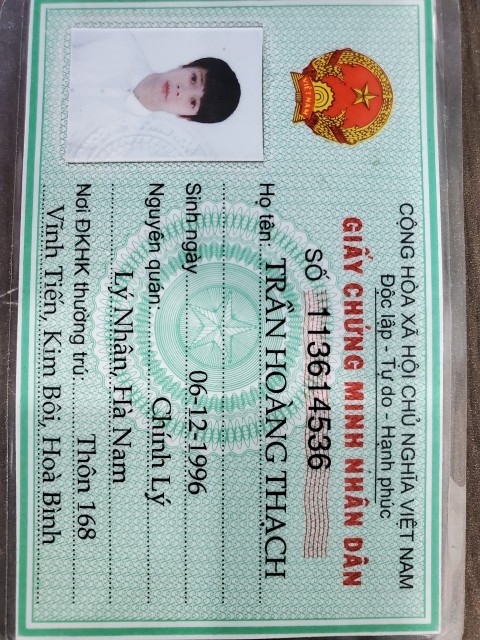 CỘNG HÒA XÃ HỘI CHỦ NGHĨA VIỆT NAM
Độc lập - Tự do - Hạnh phúc
GIẤY CHỨNG MINH NHÂN DÂN
SỐ 113614536
Họ tên: TRẦN HOÀNG THẠCH
Sinh ngày 06-12-1996
Nguyên quán: Chính Lý
Lý Nhân, Hà Nam
Nơi ĐKHK thường trú: Thôn 168
Vĩnh Tiến, Kim Bôi, Hoà Bình
VIỆT NAM